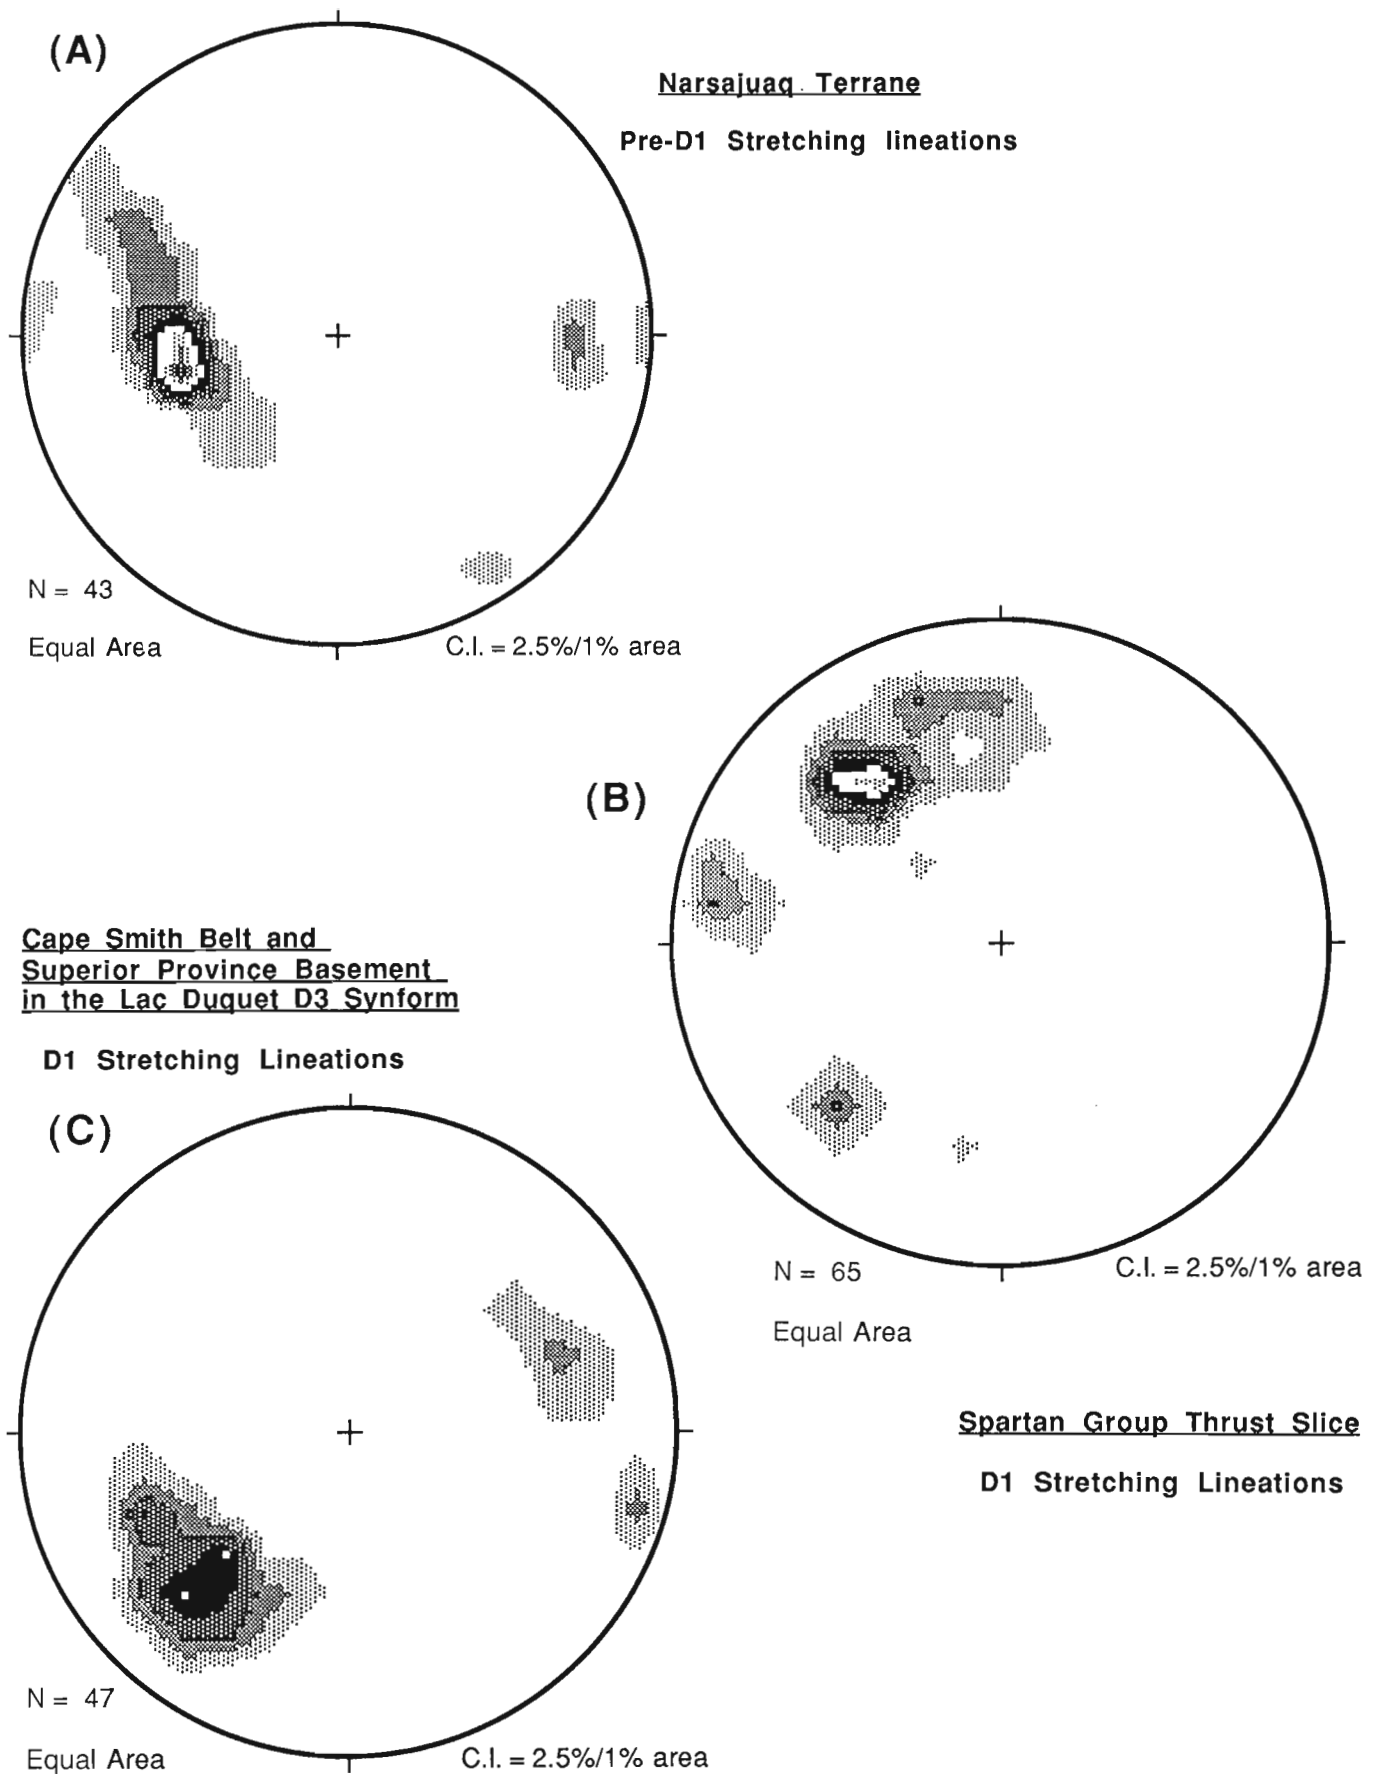 (A)
Narsajuaq Terrane
Pre-D1 Stretching lineations
N = 43
Equal Area
C.I. = 2.5%/1% area
(B)
N = 65
C.I. = 2.5%/1% area
Equal Area
Spartan Group Thrust Slice
D1 Stretching Lineations
Cape Smith Belt and
Superior Province Basement
in the Lac Duquet D3 Synform
D1 Stretching Lineations
(C)
N = 47
Equal Area
C.I. = 2.5%/1% area